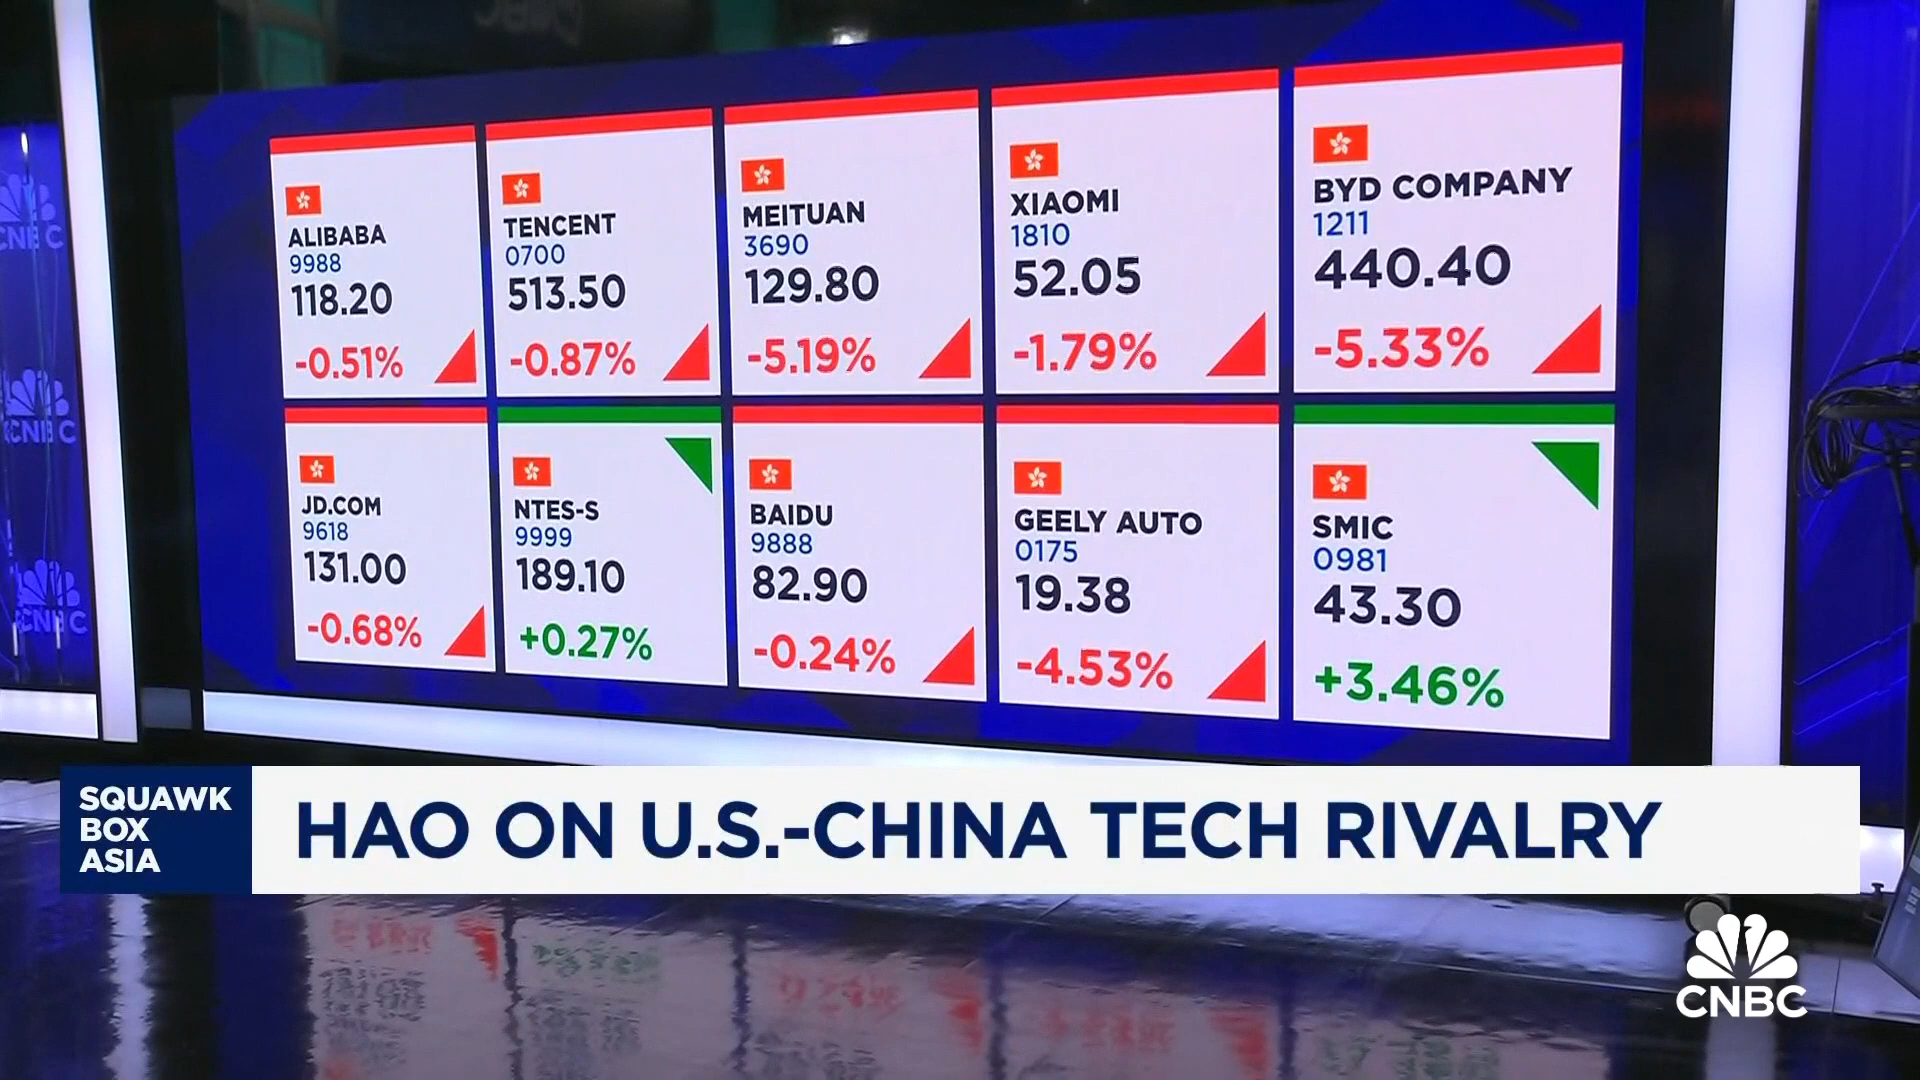 ALIBABA
9988
118.20
-0.51%
TENCENT
0700
513.50
-0.87%
MEITUAN
3690
129.80
-5.19%
XIAOMI
1810
52.05
-1.79%
BYD COMPANY
1211
440.40
-5.33%
JD.COM
9618
131.00
-0.68%
NTES-S
9999
189.10
+0.27%
BAIDU
9888
82.90
-0.24%
GEELY AUTO
0175
19.38
-4.53%
SMIC
0981
43.30
+3.46%
CNBC
CNBC
CNBC
SQUAWK
BOX
ASIA
HAO ON U.S.-CHINA TECH RIVALRY
CNBC